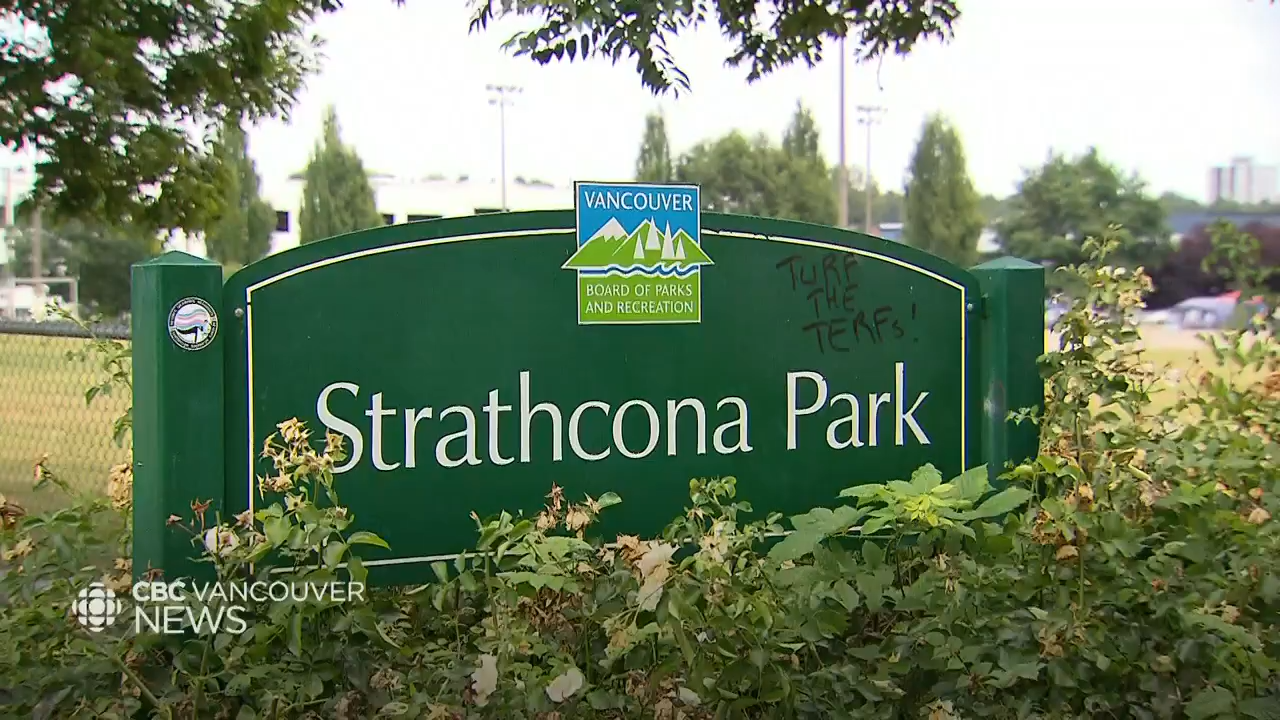 VANCOUVER
BOARD OF PARKS
AND RECREATION
TURF
THE
TERFs!
Strathcona Park
CBC VANCOUVER
NEWS